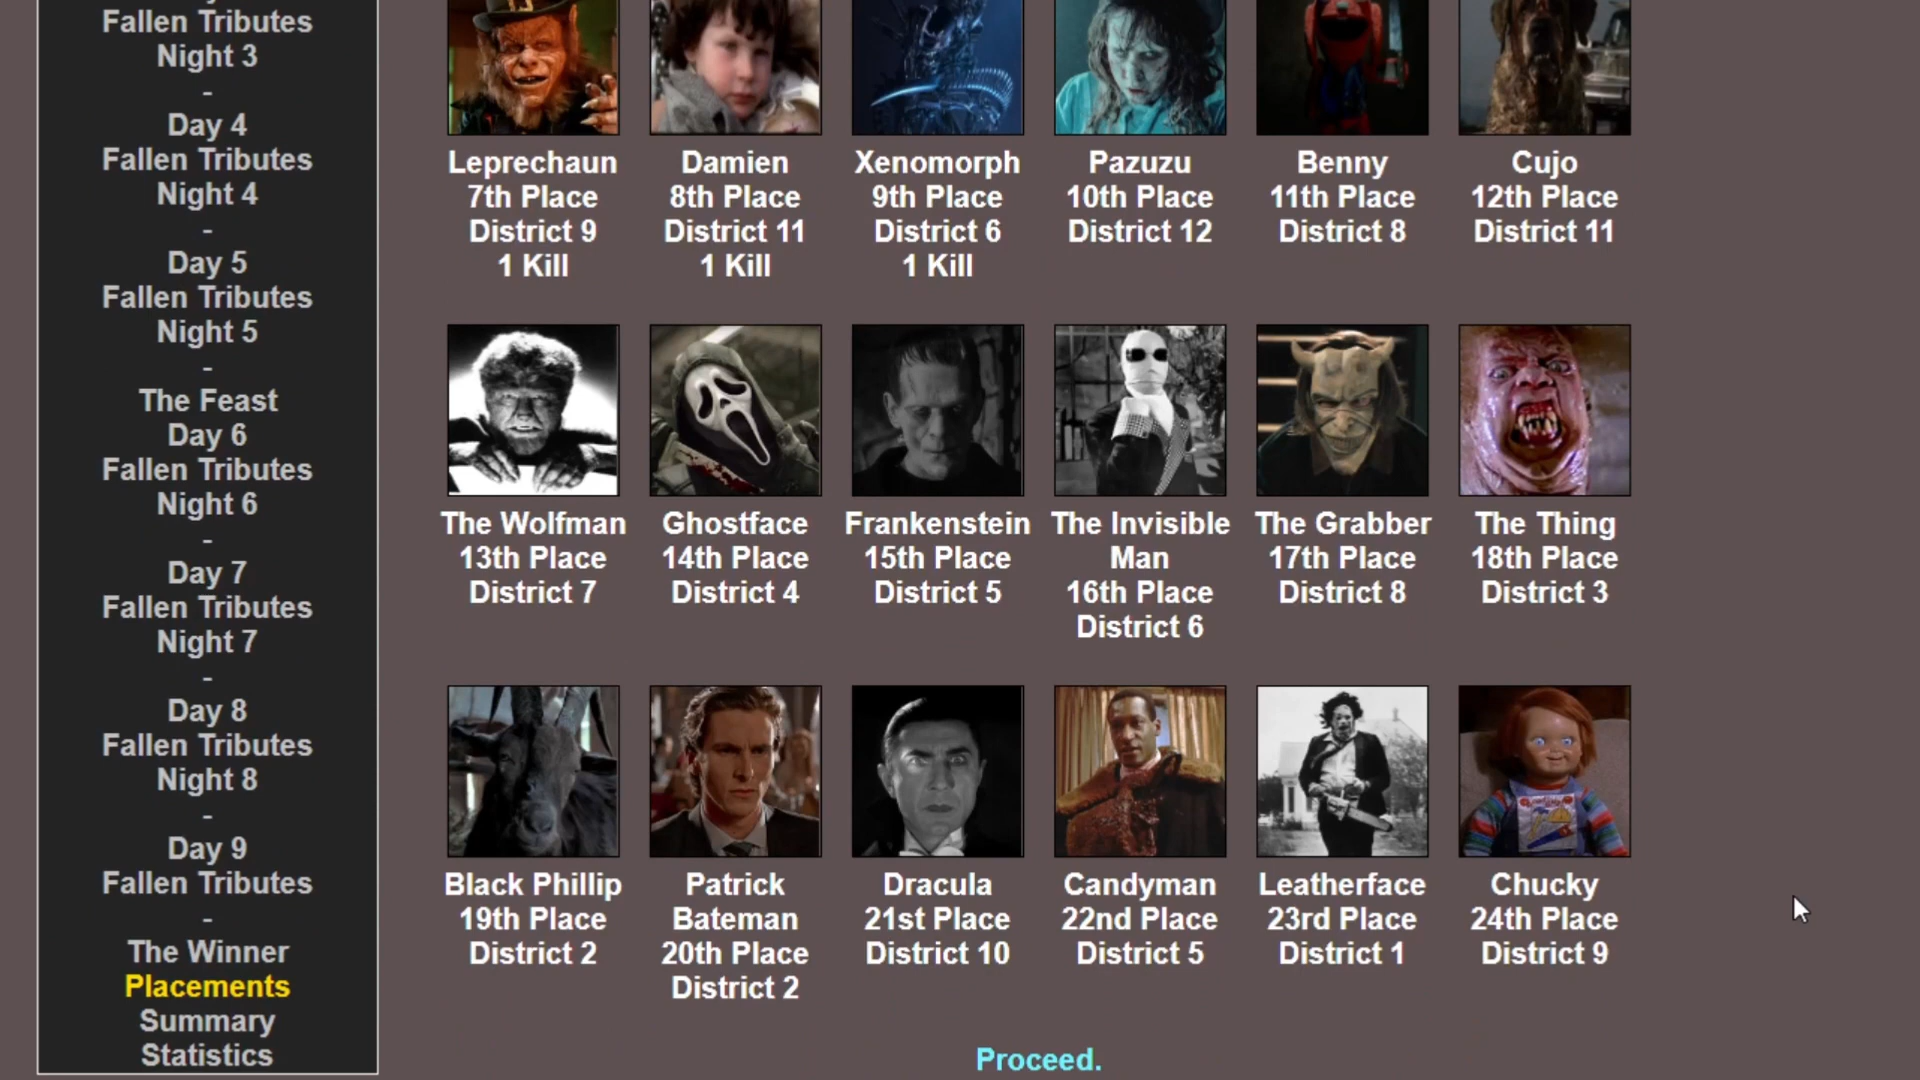 Fallen Tributes
Night 3
-
Day 4
Fallen Tributes
Night 4
-
Day 5
Fallen Tributes
Night 5
-
The Feast
Day 6
Fallen Tributes
Night 6
-
Day 7
Fallen Tributes
Night 7
-
Day 8
Fallen Tributes
Night 8
-
Day 9
Fallen Tributes
-
The Winner
Placements
Summary
Statistics
Leprechaun
7th Place
District 9
1 Kill
Damien
8th Place
District 11
1 Kill
Xenomorph
9th Place
District 6
1 Kill
Pazuzu
10th Place
District 12
Benny
11th Place
District 8
Cujo
12th Place
District 11
The Wolfman
13th Place
District 7
Ghostface
14th Place
District 4
Frankenstein
15th Place
District 5
The Invisible
Man
16th Place
District 6
The Grabber
17th Place
District 8
The Thing
18th Place
District 3
Black Phillip
19th Place
District 2
Patrick
Bateman
20th Place
District 2
Dracula
21st Place
District 10
Candyman
22nd Place
District 5
Leatherface
23rd Place
District 1
Chucky
24th Place
District 9
Proceed.